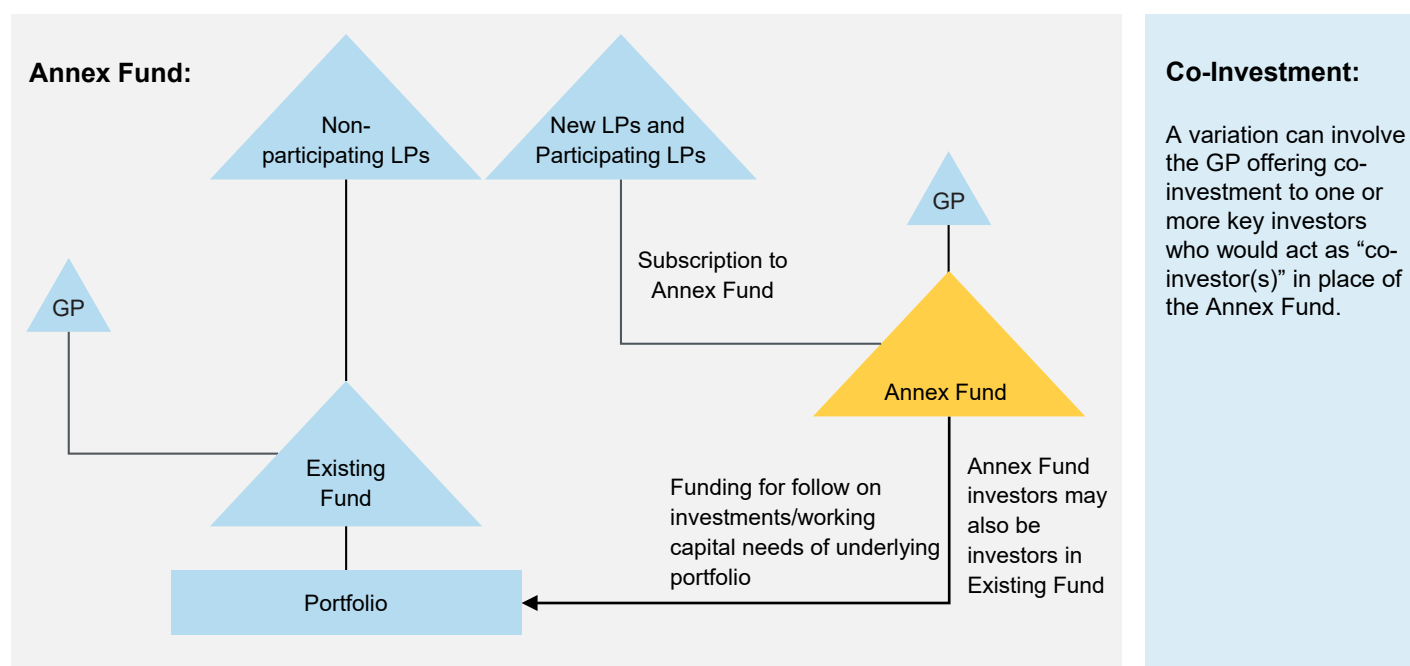 Annex Fund:
Non-
participating LPs
New LPs and
Participating LPs
GP
Subscription to
Annex Fund
GP
Annex Fund
Existing
Fund
Funding for follow on
investments/working
capital needs of underlying
portfolio
Annex Fund
investors may
also be
investors in
Existing Fund
Portfolio
Co-Investment:
A variation can involve
the GP offering co-
investment to one or
more key investors
who would act as “co-
investor(s)” in place of
the Annex Fund.